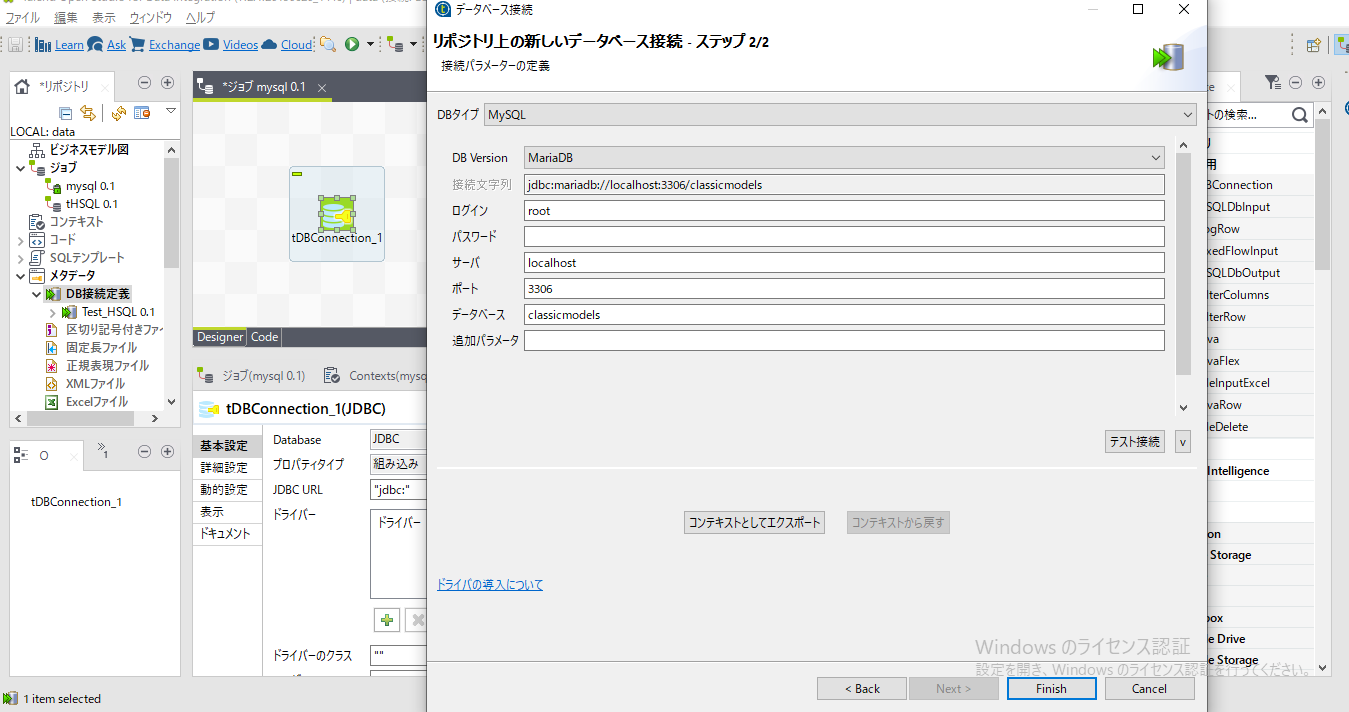 ファイル 編集 表示 ウィンドウ ヘルプ
Learn Ask Exchange Videos Cloud
*リポジトリ
LOCAL: data
ビジネスモデル図
ジョブ
mysql 0.1
tHSQL 0.1
コンテキスト
コード
SQLテンプレート
メタデータ
DB接続定義
Test_HSQL 0.1
区切り記号付きファ
固定長ファイル
正規表現ファイル
XMLファイル
Excelファイル
O
1
tDBConnection_1
1 item selected
*ジョブ mysql 0.1
tDBConnection_1
Designer Code
ジョブ(mysql 0.1) Contexts(mysq
tDBConnection_1(JDBC)
基本設定
詳細設定
動的設定
表示
ドキュメント
Database JDBC
プロパティタイプ 組み込み
JDBC URL "jdbc:"
ドライバー
ドライバー
ドライバーのクラス ""
データベース接続
リポジトリ上の新しいデータベース接続 - ステップ 2/2
接続パラメーターの定義
DBタイプ MySQL
DB Version MariaDB
接続文字列 jdbc:mariadb://localhost:3306/classicmodels
ログイン root
パスワード
サーバ localhost
ポート 3306
データベース classicmodels
追加パラメータ
テスト接続 v
コンテキストとしてエクスポート コンテキストから戻す
ドライバの導入について
< Back Next > Finish Cancel
Windows のライセンス認証
設定を開き、Windows のライセンス認証を行ってください。
ce
トの検索...
リ
用
BConnection
SQLDbInput
ogRow
xedFlowInput
SQLDbOutput
lterColumns
lterRow
va
vaFlex
leInputExcel
vaRow
leDelete
Intelligence
on
Storage
box
e Drive
e Storage